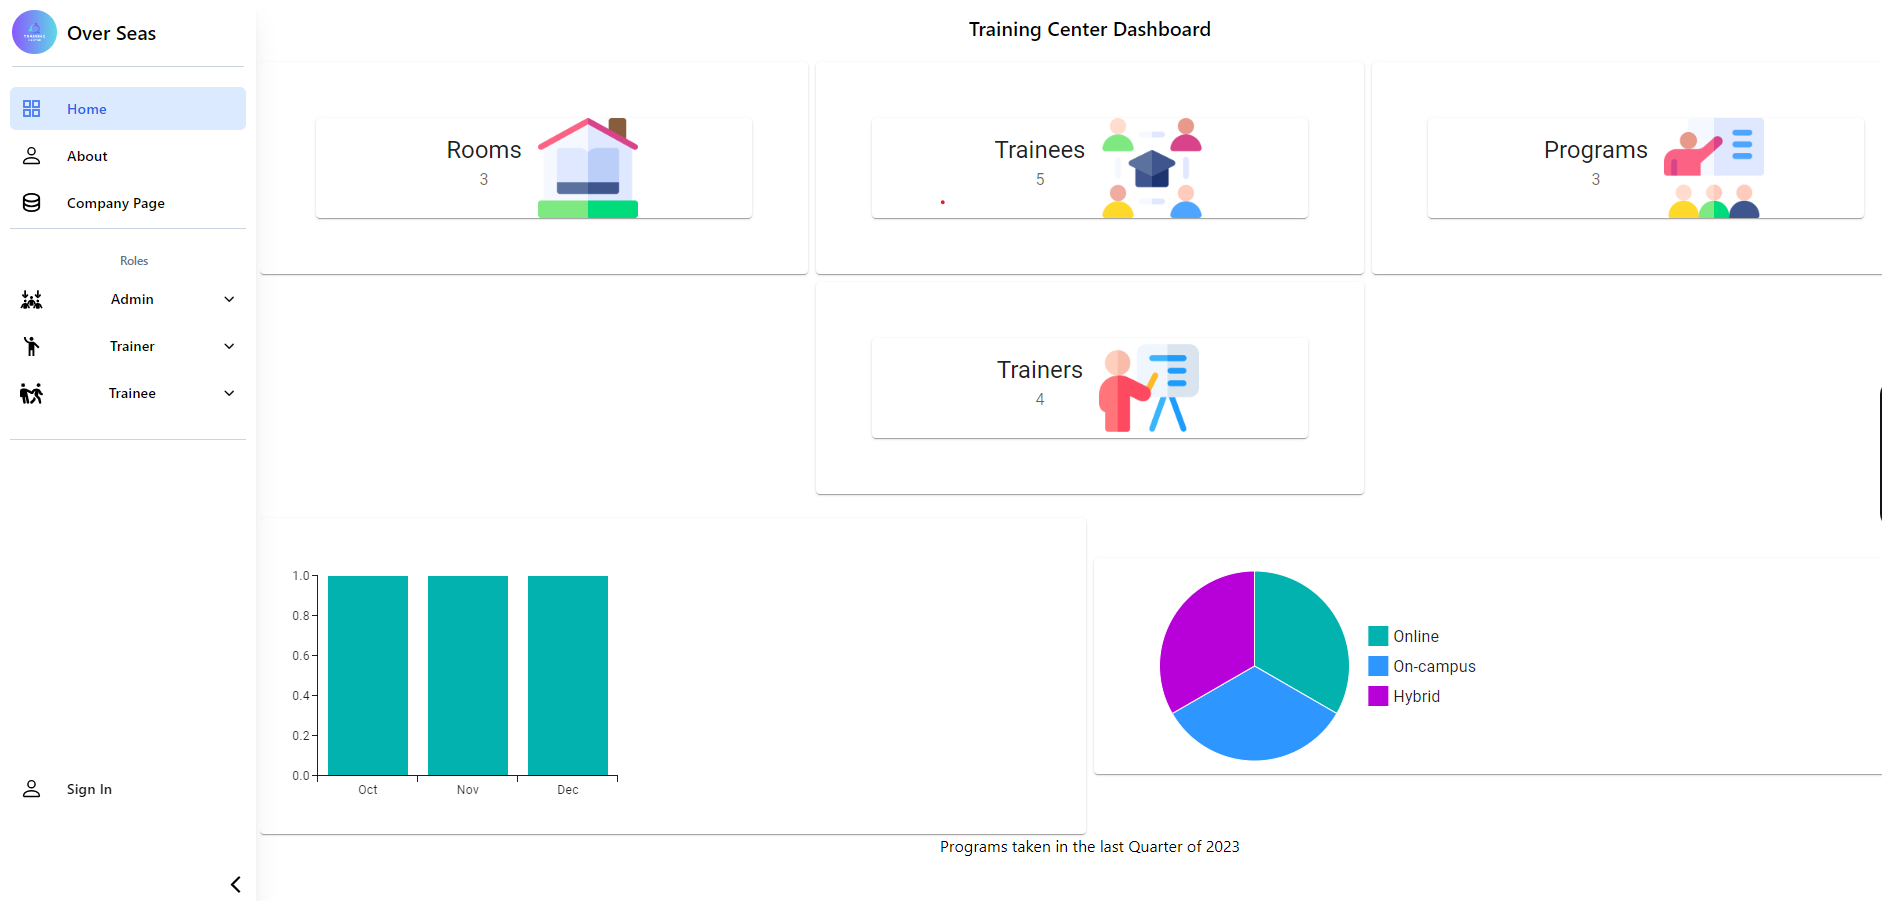 Over Seas
Home
About
Company Page
Roles
Admin
Trainer
Trainee
Sign In
Training Center Dashboard
Rooms
3
Trainees
5
Programs
3
Trainers
4
1.0
0.8
0.6
0.4
0.2
0.0
Oct Nov Dec
Online
On-campus
Hybrid
Programs taken in the last Quarter of 2023